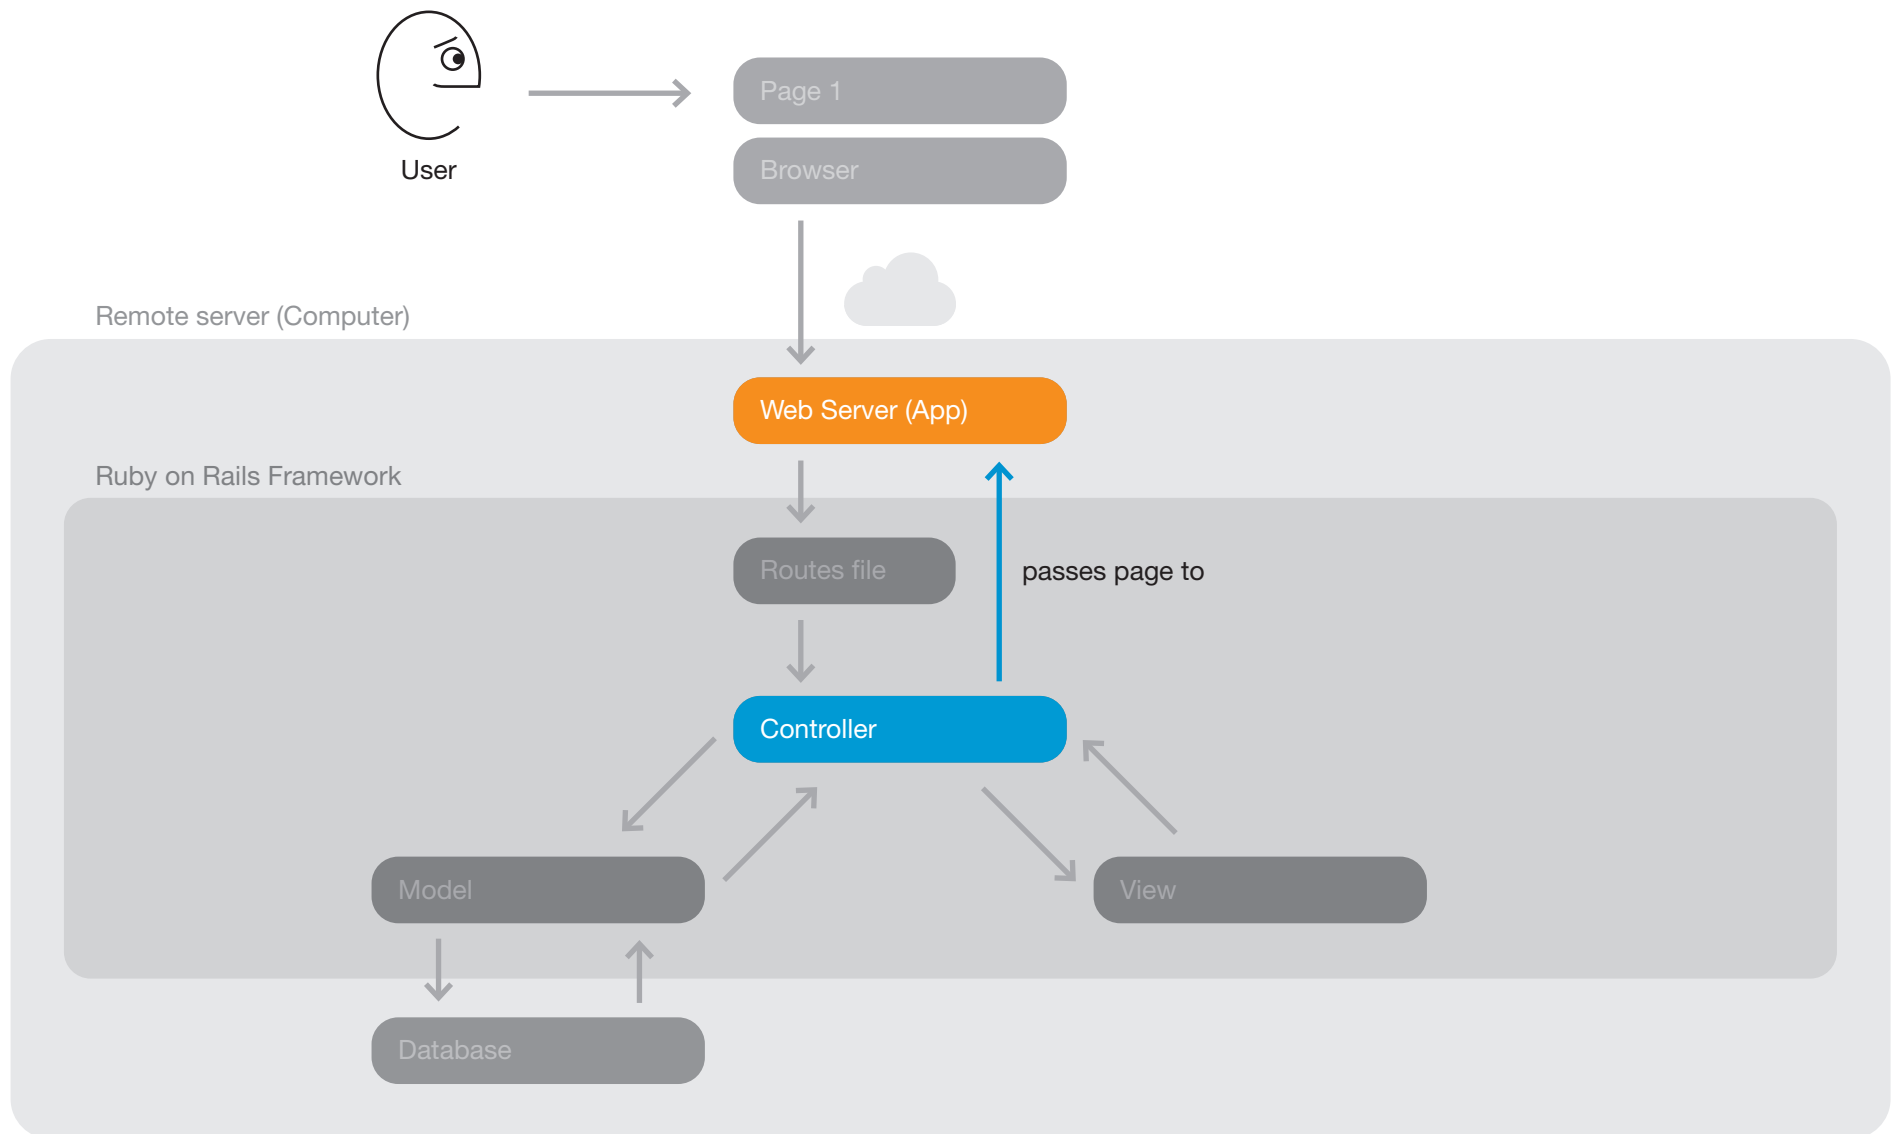 Page 1
Browser
User
Remote server (Computer)
Web Server (App)
Ruby on Rails Framework
Routes file
passes page to
Controller
Model
View
Database